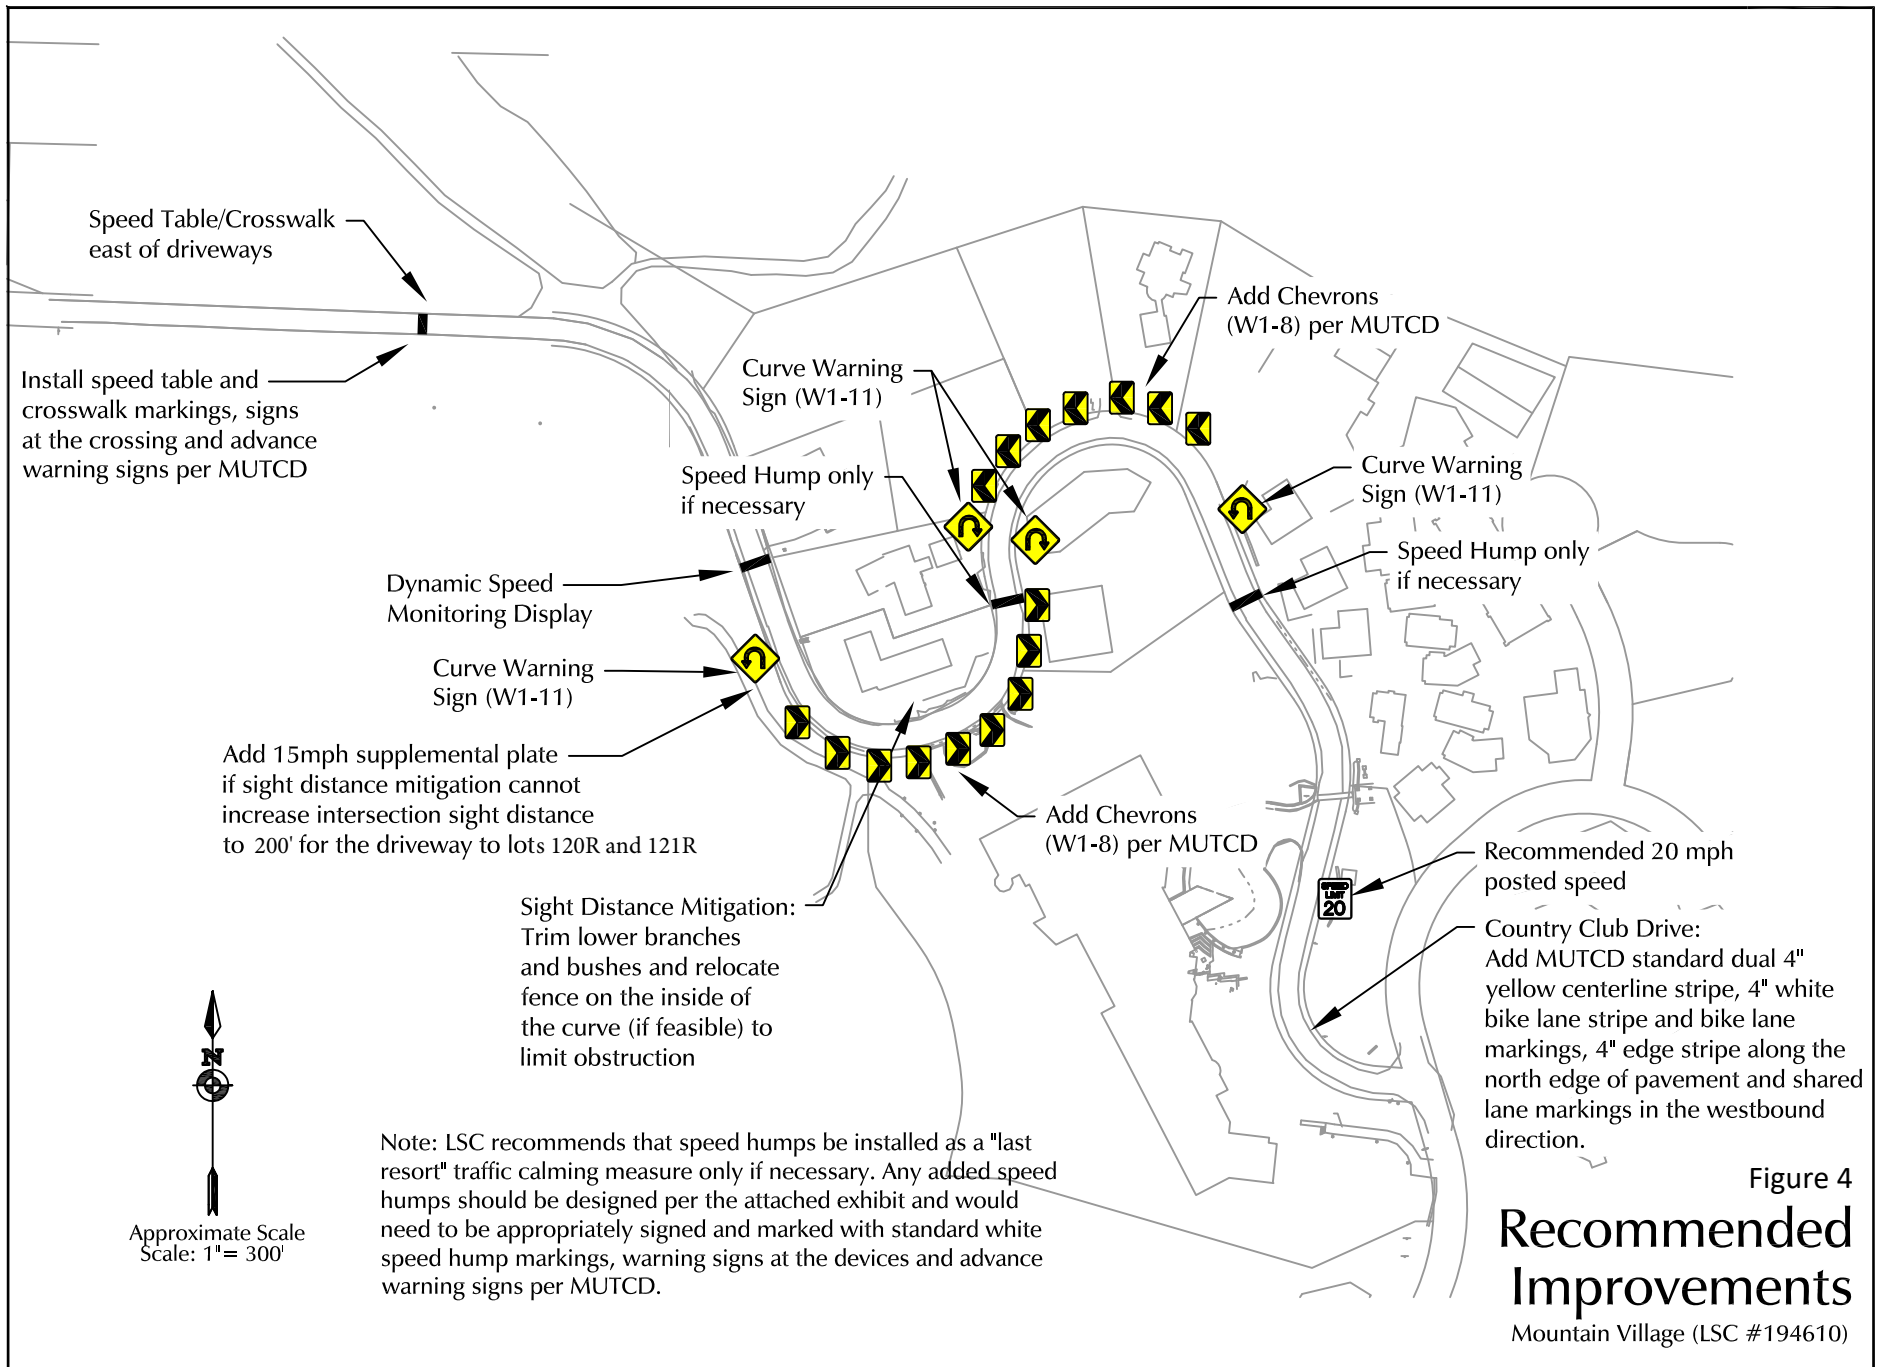 Speed Table/Crosswalk
east of driveways
Install speed table and
crosswalk markings, signs
at the crossing and advance
warning signs per MUTCD
Add Chevrons
(W1-8) per MUTCD
Curve Warning
Sign (W1-11)
Speed Hump only
if necessary
Curve Warning
Sign (W1-11)
Speed Hump only
if necessary
Dynamic Speed
Monitoring Display
Curve Warning
Sign (W1-11)
Add 15mph supplemental plate
if sight distance mitigation cannot
increase intersection sight distance
to 200' for the driveway to lots 120R and 121R
Add Chevrons
(W1-8) per MUTCD
Sight Distance Mitigation:
Trim lower branches
and bushes and relocate
fence on the inside of
the curve (if feasible) to
limit obstruction
Recommended 20 mph
posted speed
SPEED
LIMIT
20
Country Club Drive:
Add MUTCD standard dual 4"
yellow centerline stripe, 4" white
bike lane stripe and bike lane
markings, 4" edge stripe along the
north edge of pavement and shared
lane markings in the westbound
direction.
N
Approximate Scale
Scale: 1"= 300'
Note: LSC recommends that speed humps be installed as a "last
resort" traffic calming measure only if necessary. Any added speed
humps should be designed per the attached exhibit and would
need to be appropriately signed and marked with standard white
speed hump markings, warning signs at the devices and advance
warning signs per MUTCD.
Figure 4
Recommended
Improvements
Mountain Village (LSC #194610)